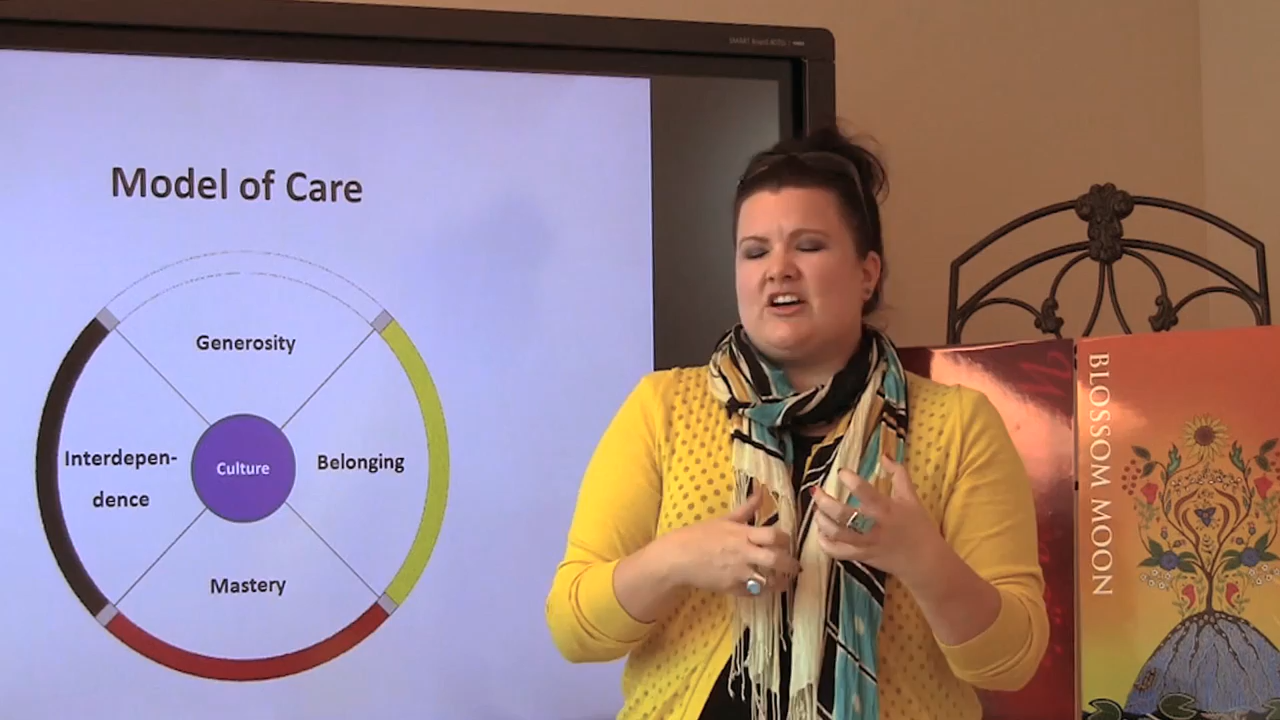 Model of Care
Generosity
Interdepen-
dence
Culture
Belonging
Mastery
BLOSSOM MOON